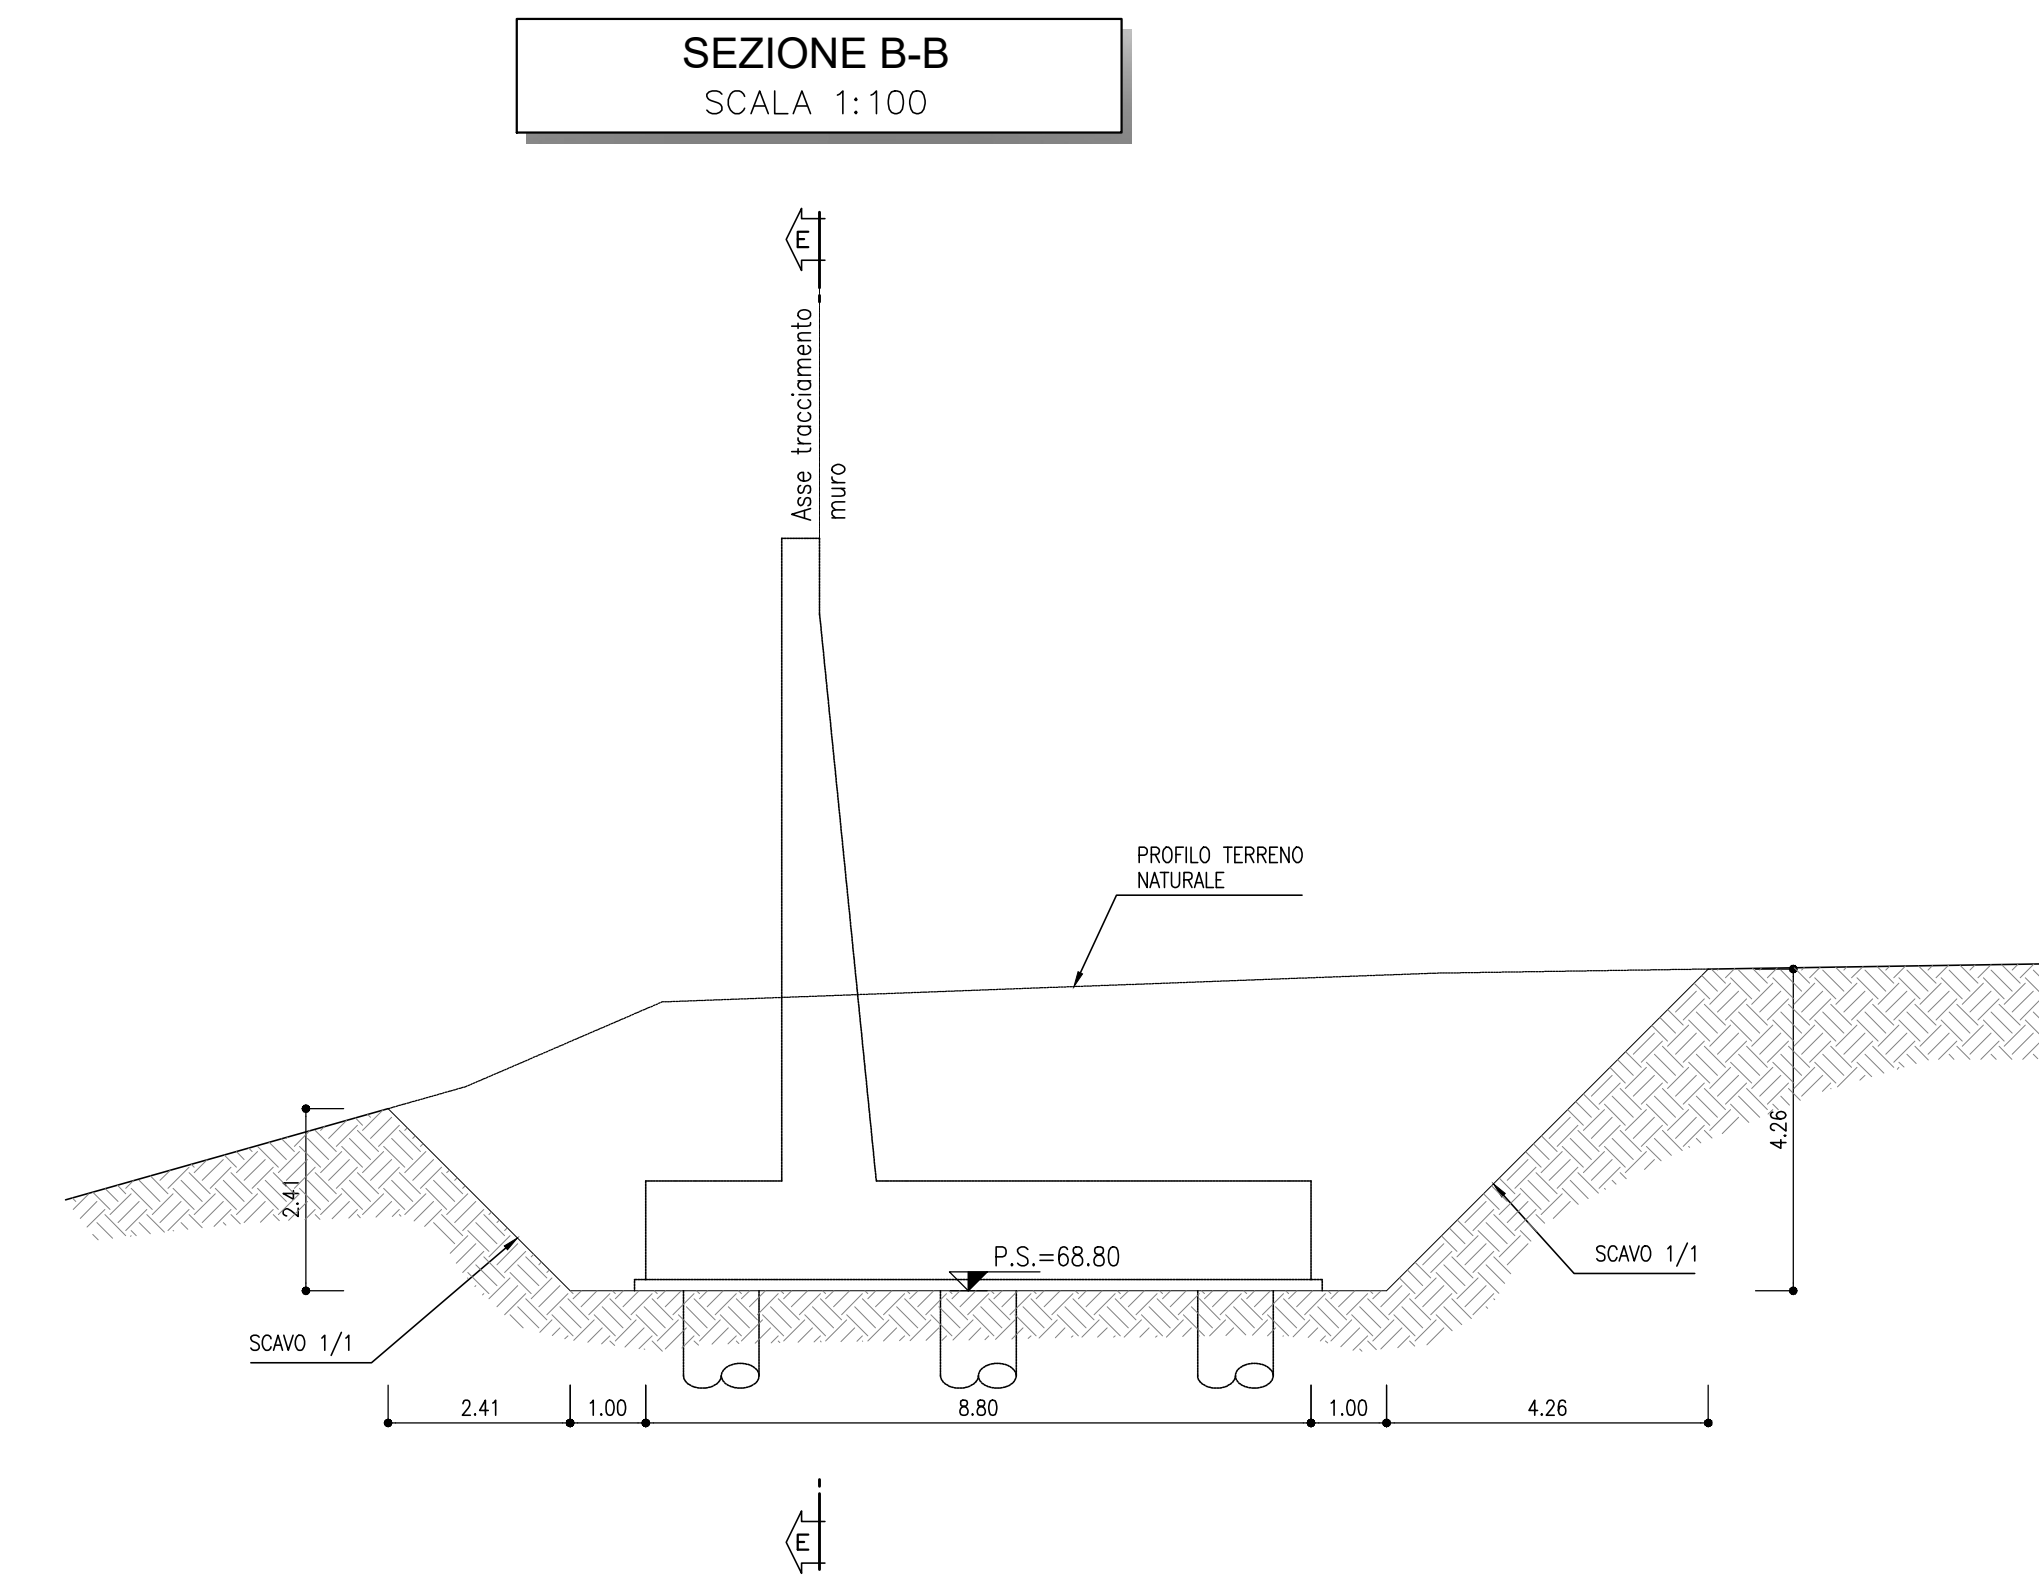 SEZIONE B-B
SCALA 1:100
E
Asse tracciamento
muro
PROFILO TERRENO
NATURALE
4.26
2.41
P.S.=68.80
SCAVO 1/1
SCAVO 1/1
2.41
1.00
8.80
1.00
4.26
E